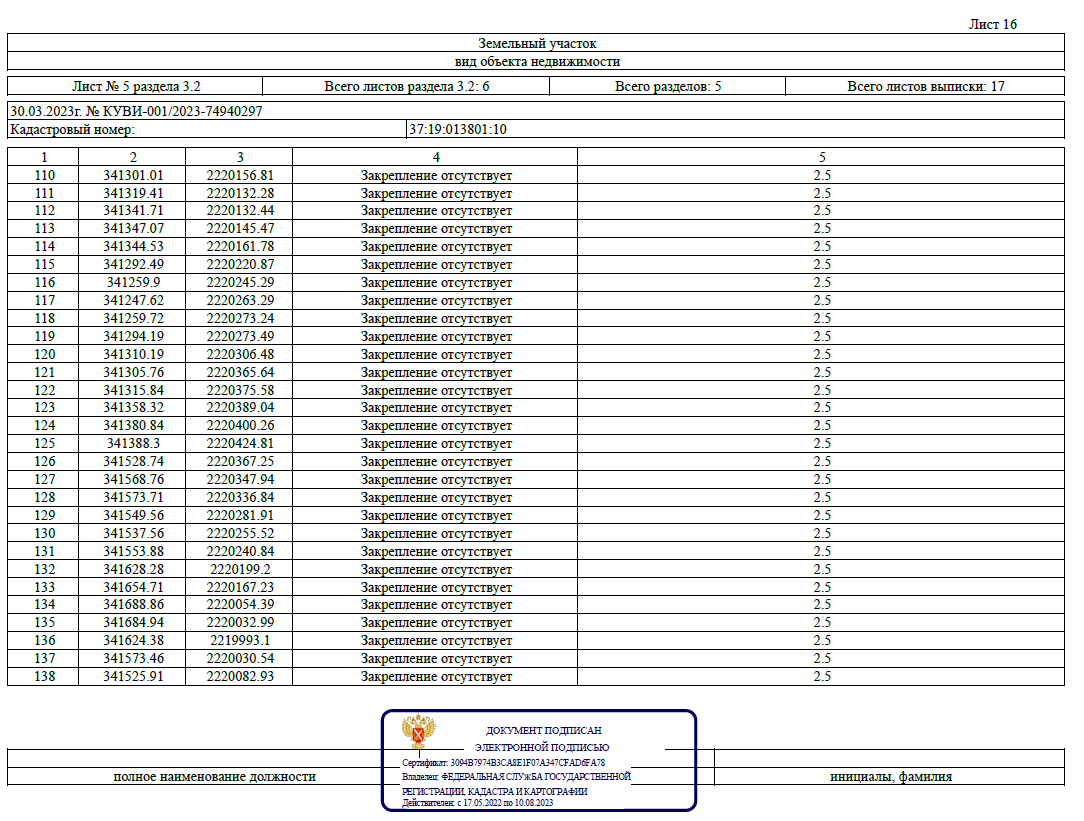 Лист 16
Земельный участок
вид объекта недвижимости
Лист № 5 раздела 3.2 Всего листов раздела 3.2: 6 Всего разделов: 5 Всего листов выписки: 17
30.03.2023г. № КУВИ-001/2023-74940297
Кадастровый номер: 37:19:013801:10
1 2 3 4 5
110 341301.01 2220156.81 Закрепление отсутствует 2.5
111 341319.41 2220132.28 Закрепление отсутствует 2.5
112 341341.71 2220132.44 Закрепление отсутствует 2.5
113 341347.07 2220145.47 Закрепление отсутствует 2.5
114 341344.53 2220161.78 Закрепление отсутствует 2.5
115 341292.49 2220220.87 Закрепление отсутствует 2.5
116 341259.9 2220245.29 Закрепление отсутствует 2.5
117 341247.62 2220263.29 Закрепление отсутствует 2.5
118 341259.72 2220273.24 Закрепление отсутствует 2.5
119 341294.19 2220273.49 Закрепление отсутствует 2.5
120 341310.19 2220306.48 Закрепление отсутствует 2.5
121 341305.76 2220365.64 Закрепление отсутствует 2.5
122 341315.84 2220375.58 Закрепление отсутствует 2.5
123 341358.32 2220389.04 Закрепление отсутствует 2.5
124 341380.84 2220400.26 Закрепление отсутствует 2.5
125 341388.3 2220424.81 Закрепление отсутствует 2.5
126 341528.74 2220367.25 Закрепление отсутствует 2.5
127 341568.76 2220347.94 Закрепление отсутствует 2.5
128 341573.71 2220336.84 Закрепление отсутствует 2.5
129 341549.56 2220281.91 Закрепление отсутствует 2.5
130 341537.56 2220255.52 Закрепление отсутствует 2.5
131 341553.88 2220240.84 Закрепление отсутствует 2.5
132 341628.28 2220199.2 Закрепление отсутствует 2.5
133 341654.71 2220167.23 Закрепление отсутствует 2.5
134 341688.86 2220054.39 Закрепление отсутствует 2.5
135 341684.94 2220032.99 Закрепление отсутствует 2.5
136 341624.38 2219993.1 Закрепление отсутствует 2.5
137 341573.46 2220030.54 Закрепление отсутствует 2.5
138 341525.91 2220082.93 Закрепление отсутствует 2.5
ДОКУМЕНТ ПОДПИСАН
ЭЛЕКТРОННОЙ ПОДПИСЬЮ
Сертификат: 3094B7974B3CA8E1F07A347CFAD6FA78
Владелец: ФЕДЕРАЛЬНАЯ СЛУЖБА ГОСУДАРСТВЕННОЙ
РЕГИСТРАЦИИ, КАДАСТРА И КАРТОГРАФИИ
Действителен: с 17.05.2022 по 10.08.2023
полное наименование должности инициалы, фамилия